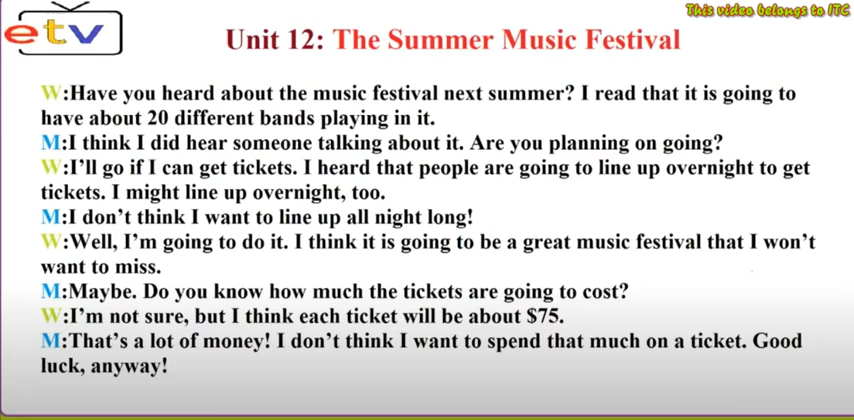 This video belongs to ITC
etv
Unit 12: The Summer Music Festival
W:Have you heard about the music festival next summer? I read that it is going to
have about 20 different bands playing in it.
M:I think I did hear someone talking about it. Are you planning on going?
W:I'll go if I can get tickets. I heard that people are going to line up overnight to get
tickets. I might line up overnight, too.
M:I don't think I want to line up all night long!
W:Well, I'm going to do it. I think it is going to be a great music festival that I won't
want to miss.
M:Maybe. Do you know how much the tickets are going to cost?
W:I'm not sure, but I think each ticket will be about $75.
M:That's a lot of money! I don't think I want to spend that much on a ticket. Good
luck, anyway!